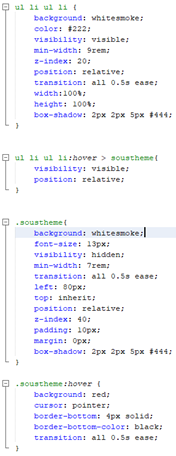 ul li ul li {
background: whitesmoke;
color: #222;
visibility: visible;
min-width: 9rem;
z-index: 20;
position: relative;
transition: all 0.5s ease;
width:100%;
height: 100%;
box-shadow: 2px 2px 5px #444;
}
ul li ul li:hover > soustheme{
visibility: visible;
position: relative;
}
.soustheme{
background: whitesmoke;
font-size: 13px;
visibility: hidden;
min-width: 7rem;
transition: all 0.5s ease;
left: 80px;
top: inherit;
position: relative;
z-index: 40;
padding: 10px;
margin: 0px;
box-shadow: 2px 2px 5px #444;
}
.soustheme:hover {
background: red;
cursor: pointer;
border-bottom: 4px solid;
border-bottom-color: black;
transition: all 0.5s ease;
}